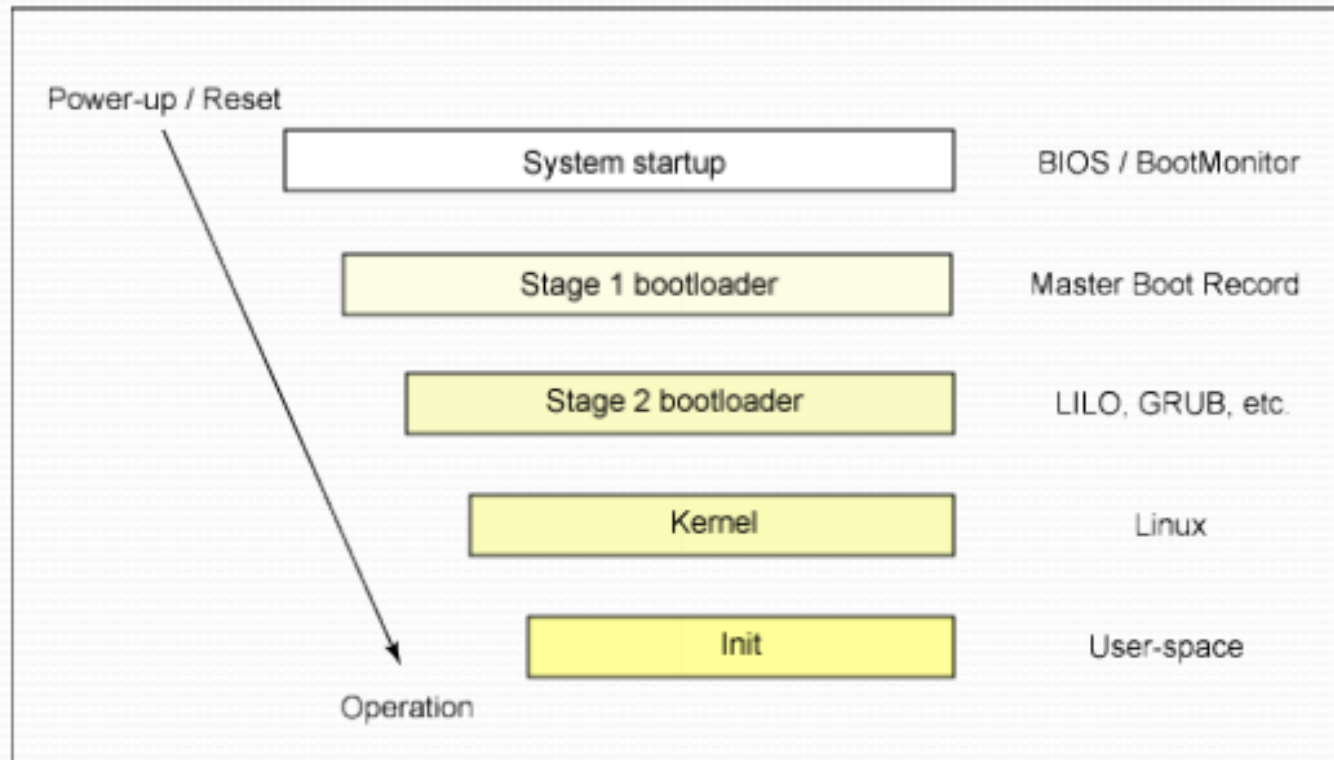 Power-up / Reset
System startup
BIOS / BootMonitor
Stage 1 bootloader
Master Boot Record
Stage 2 bootloader
LILO, GRUB, etc.
Kernel
Linux
Init
User-space
Operation